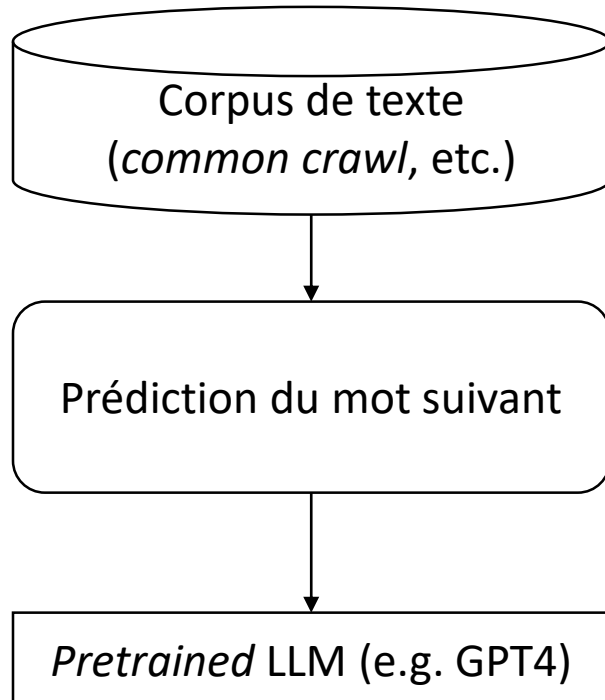 Corpus de texte
(common crawl, etc.)
Prédiction du mot suivant
Pretrained LLM (e.g. GPT4)